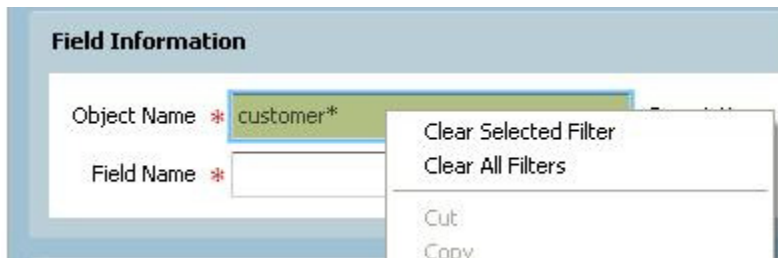 Field Information
Object Name * customer*
Clear Selected Filter
Clear All Filters
Field Name *
Cut
Copy